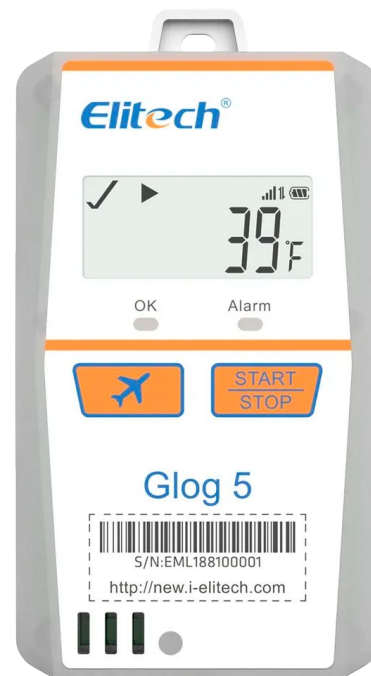 Elitech®
39°F
OK Alarm
START
STOP
Glog 5
S/N:EML188100001
http://new.i-elitech.com